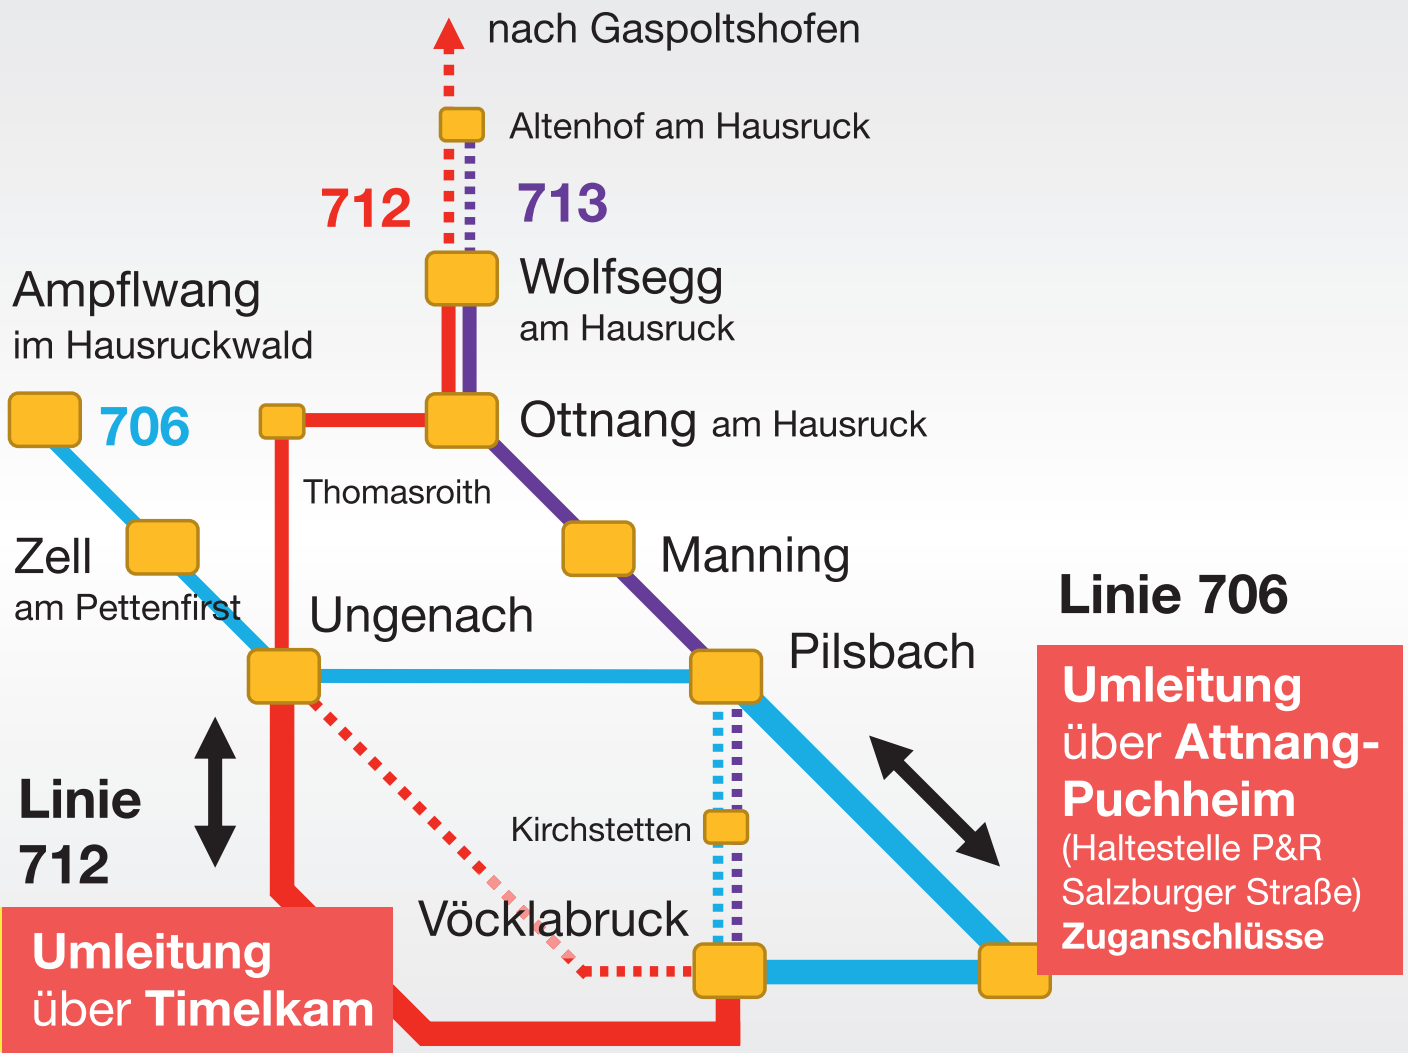 nach Gaspoltshofen
Altenhof am Hausruck
712
713
Wolfsegg
am Hausruck
Ampflwang
im Hausruckwald
706
Ottnang am Hausruck
Thomasroith
Zell
am Pettenfirst
Manning
Ungenach
Pilsbach
Linie 706
Umleitung
über Attnang-
Puchheim
(Haltestelle P&R
Salzburger Straße)
Zuganschlüsse
Linie
712
Kirchstetten
Vöcklabruck
Umleitung
über Timelkam